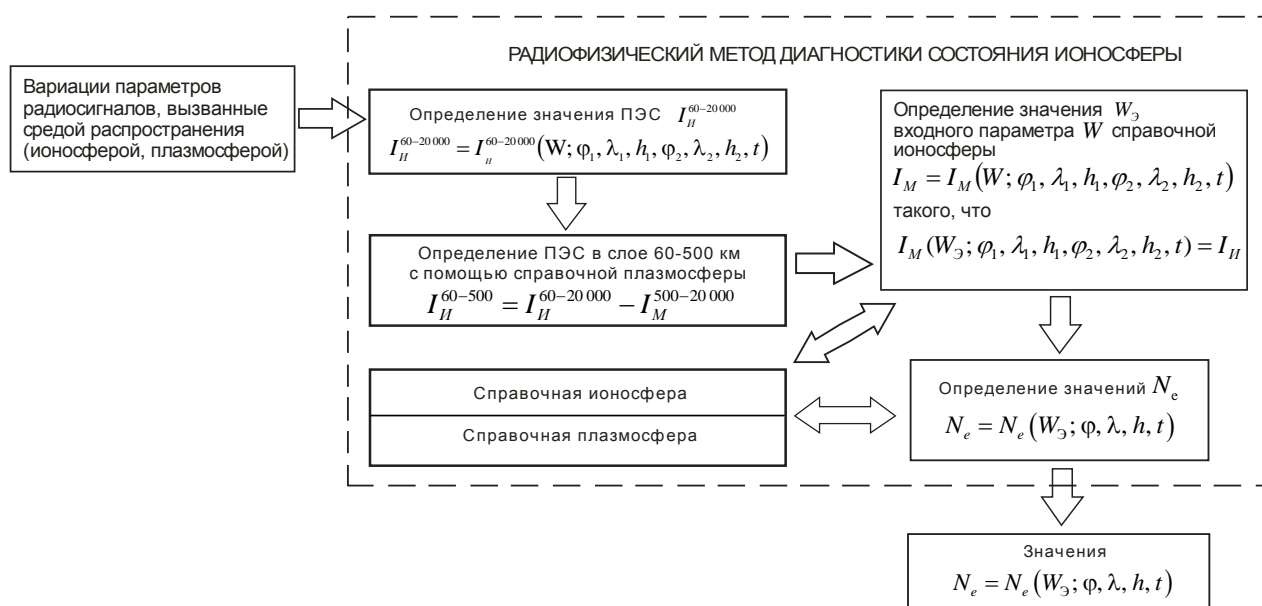 РАДИОФИЗИЧЕСКИЙ МЕТОД ДИАГНОСТИКИ СОСТОЯНИЯ ИОНОСФЕРЫ
Вариации параметров
радиосигналов, вызванные
средой распространения
(ионосферой, плазмосферой)
Определение значения ПЭС I_И^{60–20 000}
I_И^{60–20 000} = I_И^{60–20 000}(W; φ₁, λ₁, h₁, φ₂, λ₂, h₂, t)
Определение ПЭС в слое 60-500 км
с помощью справочной плазмосферы
I_И^{60–500} = I_И^{60–20 000} − I_М^{500–20 000}
Справочная ионосфера
Справочная плазмосфера
Определение значения W_Э
входного параметра W справочной
ионосферы
I_М = I_М(W; φ₁, λ₁, h₁, φ₂, λ₂, h₂, t)
такого, что
I_М(W_Э; φ₁, λ₁, h₁, φ₂, λ₂, h₂, t) = I_И
Определение значений N_e
N_e = N_e(W_Э; φ, λ, h, t)
Значения
N_e = N_e(W_Э; φ, λ, h, t)